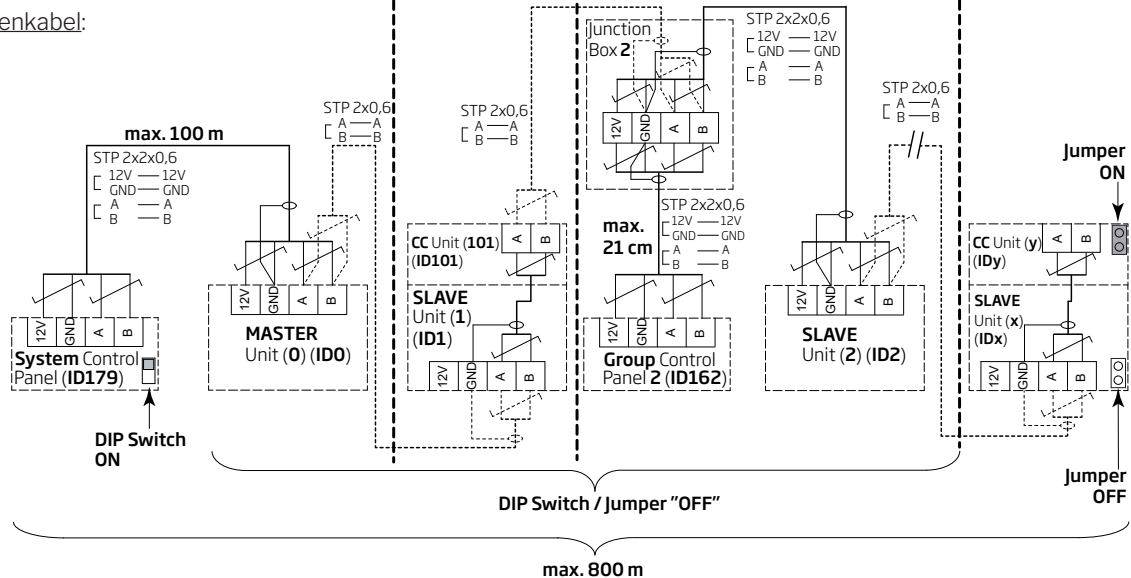 enkabel:
max. 100 m
STP 2x2x0,6
12V — 12V
GND — GND
A — A
B — B
12V
GND
A
B
System Control
Panel (ID179)
DIP Switch
ON
STP 2x0,6
A — A
B — B
12V
GND
A
B
MASTER
Unit (0) (ID0)
STP 2x0,6
A — A
B — B
CC Unit (101)
(ID101)
A
B
SLAVE
Unit (1)
(ID1)
12V
GND
A
B
Junction
Box 2
12V
GND
A
B
STP 2x2x0,6
12V — 12V
GND — GND
A — A
B — B
max.
21 cm
STP 2x2x0,6
12V — 12V
GND — GND
A — A
B — B
12V
GND
A
B
Group Control
Panel 2 (ID162)
12V
GND
A
B
SLAVE
Unit (2) (ID2)
STP 2x0,6
A — A
B — B
Jumper
ON
CC Unit (y)
(IDy)
A
B
SLAVE
Unit (x)
(IDx)
12V
GND
A
B
Jumper
OFF
DIP Switch / Jumper "OFF"
max. 800 m